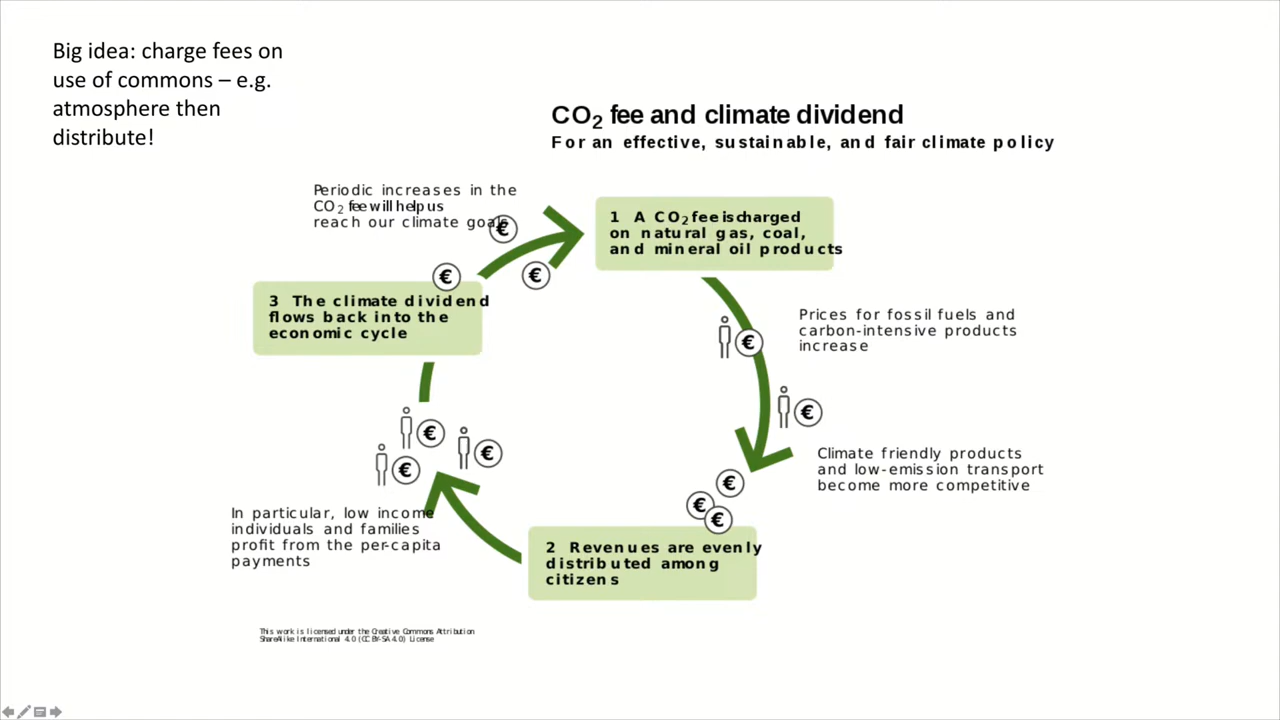 Big idea: charge fees on
use of commons – e.g.
atmosphere then
distribute!
CO₂ fee and climate dividend
For an effective, sustainable, and fair climate policy
Periodic increases in the
CO₂ fee will help us
reach our climate goals
€
€
€
1 A CO₂ fee is charged
on natural gas, coal,
and mineral oil products
3 The climate dividend
flows back into the
economic cycle
Prices for fossil fuels and
carbon-intensive products
increase
€
€
Climate friendly products
and low-emission transport
become more competitive
€
€
€
€
€
€
In particular, low income
individuals and families
profit from the per-capita
payments
2 Revenues are evenly
distributed among
citizens
This work is licensed under the Creative Commons Attribution
ShareAlike International 4.0 (CC BY-SA 4.0) License